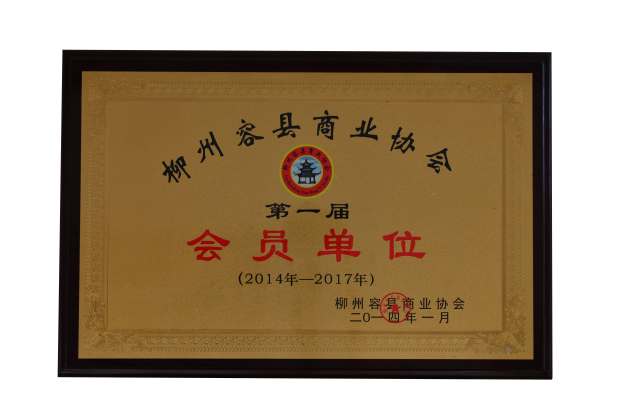 柳州容县商业协会
第一届
会员单位
(2014年—2017年)
柳州容县商业协会
二0一四年一月